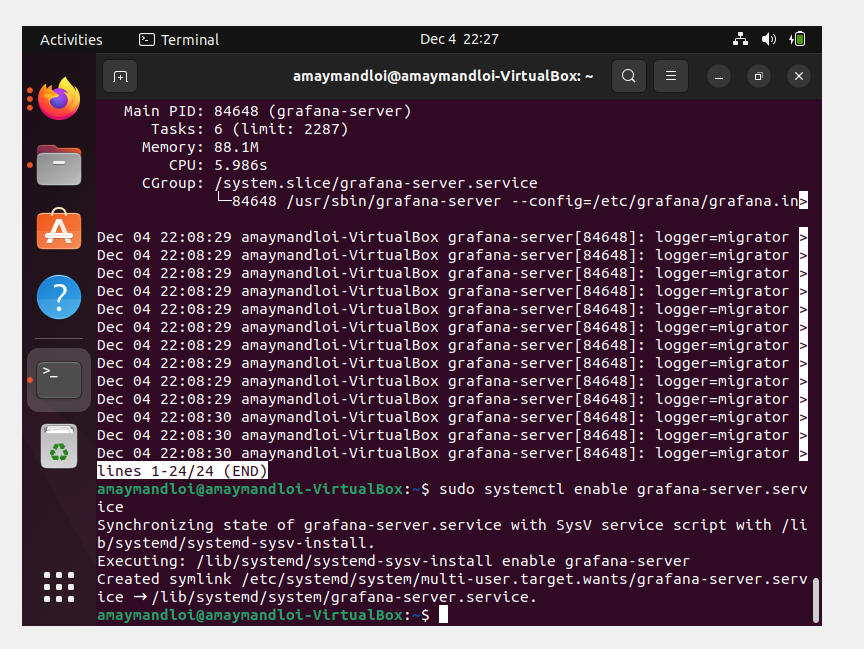 Activities Terminal Dec 4 22:27
amaymandloi@amaymandloi-VirtualBox: ~
Main PID: 84648 (grafana-server)
Tasks: 6 (limit: 2287)
Memory: 88.1M
CPU: 5.986s
CGroup: /system.slice/grafana-server.service
└─84648 /usr/sbin/grafana-server --config=/etc/grafana/grafana.in>
Dec 04 22:08:29 amaymandloi-VirtualBox grafana-server[84648]: logger=migrator >
Dec 04 22:08:29 amaymandloi-VirtualBox grafana-server[84648]: logger=migrator >
Dec 04 22:08:29 amaymandloi-VirtualBox grafana-server[84648]: logger=migrator >
Dec 04 22:08:29 amaymandloi-VirtualBox grafana-server[84648]: logger=migrator >
Dec 04 22:08:29 amaymandloi-VirtualBox grafana-server[84648]: logger=migrator >
Dec 04 22:08:29 amaymandloi-VirtualBox grafana-server[84648]: logger=migrator >
Dec 04 22:08:29 amaymandloi-VirtualBox grafana-server[84648]: logger=migrator >
Dec 04 22:08:29 amaymandloi-VirtualBox grafana-server[84648]: logger=migrator >
Dec 04 22:08:29 amaymandloi-VirtualBox grafana-server[84648]: logger=migrator >
Dec 04 22:08:29 amaymandloi-VirtualBox grafana-server[84648]: logger=migrator >
Dec 04 22:08:30 amaymandloi-VirtualBox grafana-server[84648]: logger=migrator >
Dec 04 22:08:30 amaymandloi-VirtualBox grafana-server[84648]: logger=migrator >
Dec 04 22:08:30 amaymandloi-VirtualBox grafana-server[84648]: logger=migrator >
lines 1-24/24 (END)
amaymandloi@amaymandloi-VirtualBox:~$ sudo systemctl enable grafana-server.serv
ice
Synchronizing state of grafana-server.service with SysV service script with /li
b/systemd/systemd-sysv-install.
Executing: /lib/systemd/systemd-sysv-install enable grafana-server
Created symlink /etc/systemd/system/multi-user.target.wants/grafana-server.serv
ice → /lib/systemd/system/grafana-server.service.
amaymandloi@amaymandloi-VirtualBox:~$